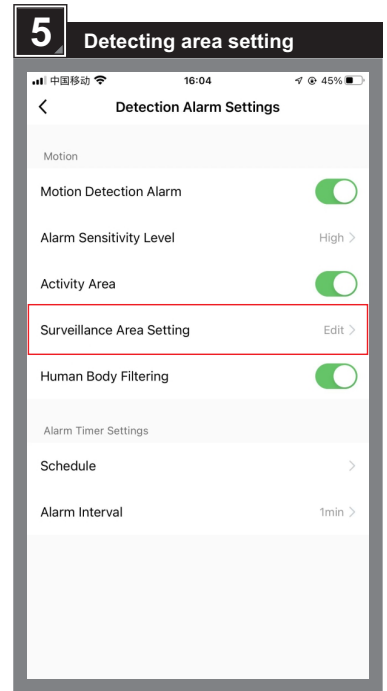 5 Detecting area setting
中国移动 16:04 45%
Detection Alarm Settings
Motion
Motion Detection Alarm
Alarm Sensitivity Level High >
Activity Area
Surveillance Area Setting Edit >
Human Body Filtering
Alarm Timer Settings
Schedule >
Alarm Interval 1min >